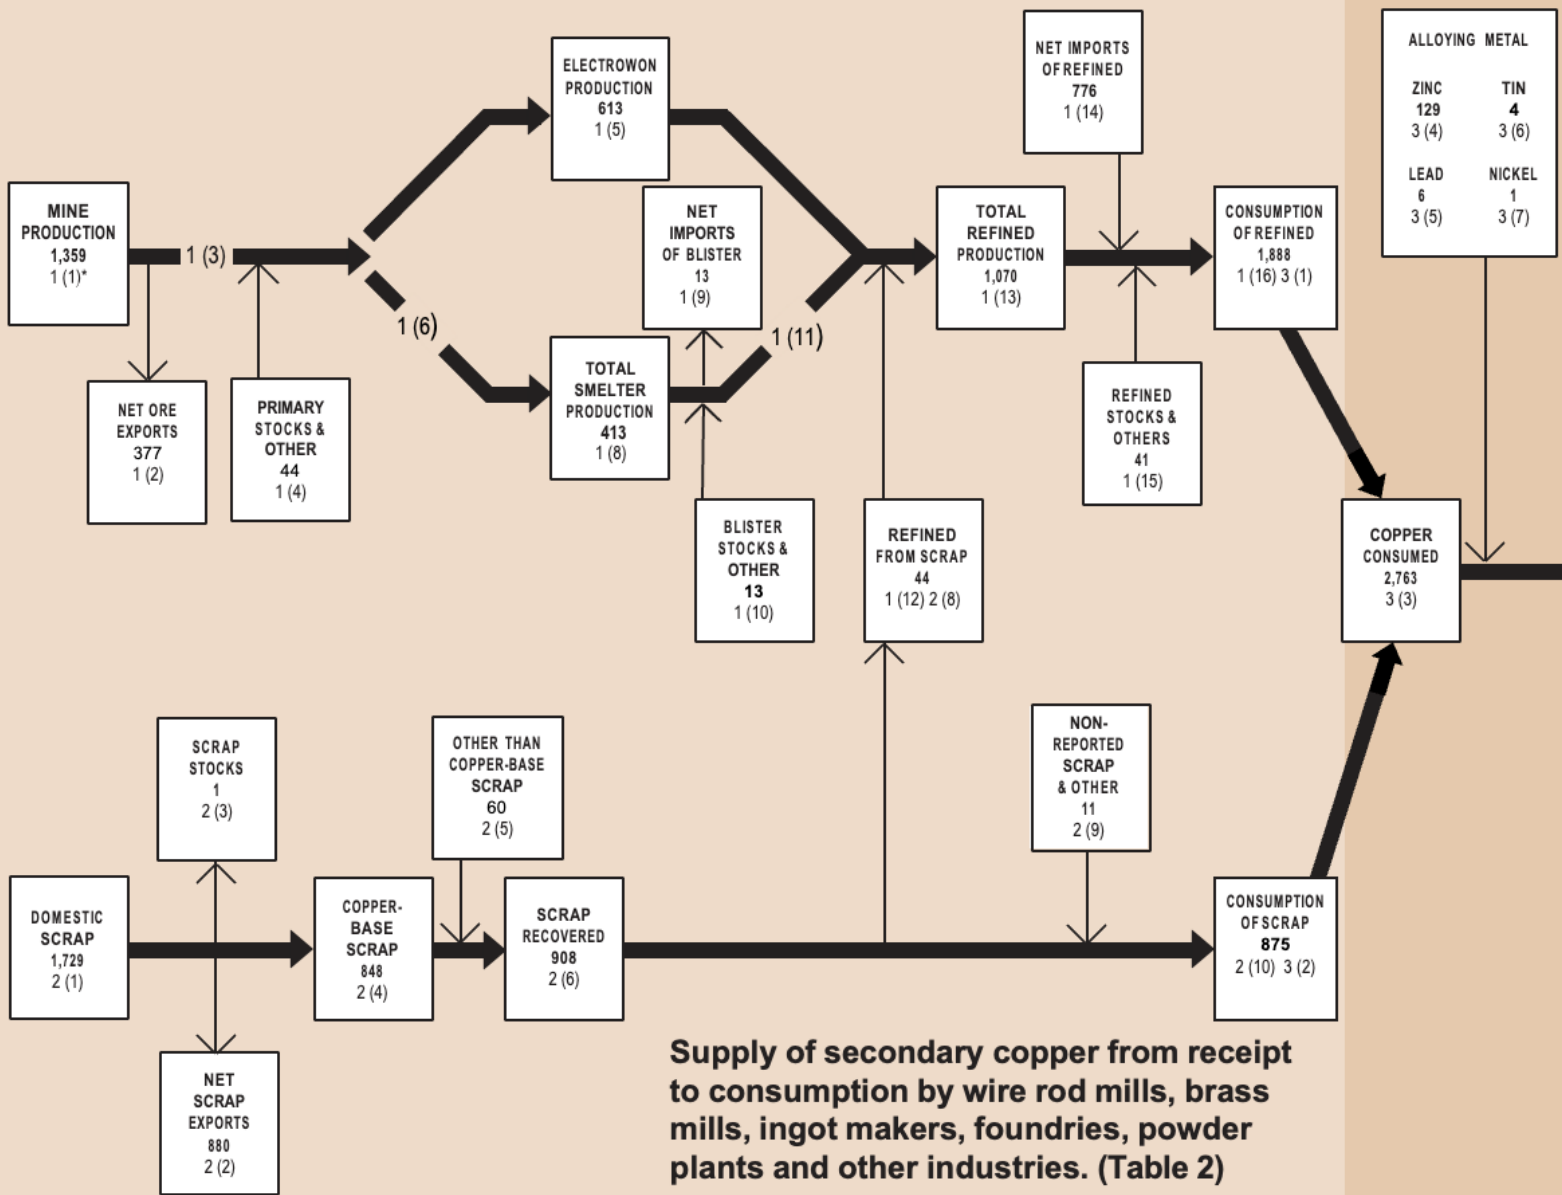 MINE
PRODUCTION
1,359
1 (1)*
1 (3)
NET ORE
EXPORTS
377
1 (2)
PRIMARY
STOCKS &
OTHER
44
1 (4)
ELECTROWON
PRODUCTION
613
1 (5)
1 (6)
TOTAL
SMELTER
PRODUCTION
413
1 (8)
NET
IMPORTS
OF BLISTER
13
1 (9)
BLISTER
STOCKS &
OTHER
13
1 (10)
1 (11)
REFINED
FROM SCRAP
44
1 (12) 2 (8)
TOTAL
REFINED
PRODUCTION
1,070
1 (13)
NET IMPORTS
OF REFINED
776
1 (14)
REFINED
STOCKS &
OTHERS
41
1 (15)
CONSUMPTION
OF REFINED
1,888
1 (16) 3 (1)
ALLOYING METAL
ZINC
129
3 (4)
TIN
4
3 (6)
LEAD
6
3 (5)
NICKEL
1
3 (7)
COPPER
CONSUMED
2,763
3 (3)
DOMESTIC
SCRAP
1,729
2 (1)
SCRAP
STOCKS
1
2 (3)
NET
SCRAP
EXPORTS
880
2 (2)
COPPER-
BASE
SCRAP
848
2 (4)
OTHER THAN
COPPER-BASE
SCRAP
60
2 (5)
SCRAP
RECOVERED
908
2 (6)
NON-
REPORTED
SCRAP
& OTHER
11
2 (9)
CONSUMPTION
OF SCRAP
875
2 (10) 3 (2)
Supply of secondary copper from receipt
to consumption by wire rod mills, brass
mills, ingot makers, foundries, powder
plants and other industries. (Table 2)